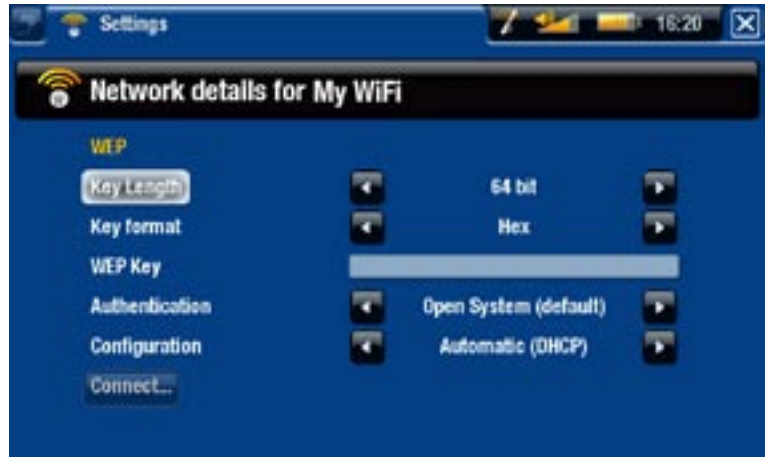 Settings
16:20
Network details for My WiFi
WEP
Key Length
64 bit
Key format
Hex
WEP Key
Authentication
Open System (default)
Configuration
Automatic (DHCP)
Connect...